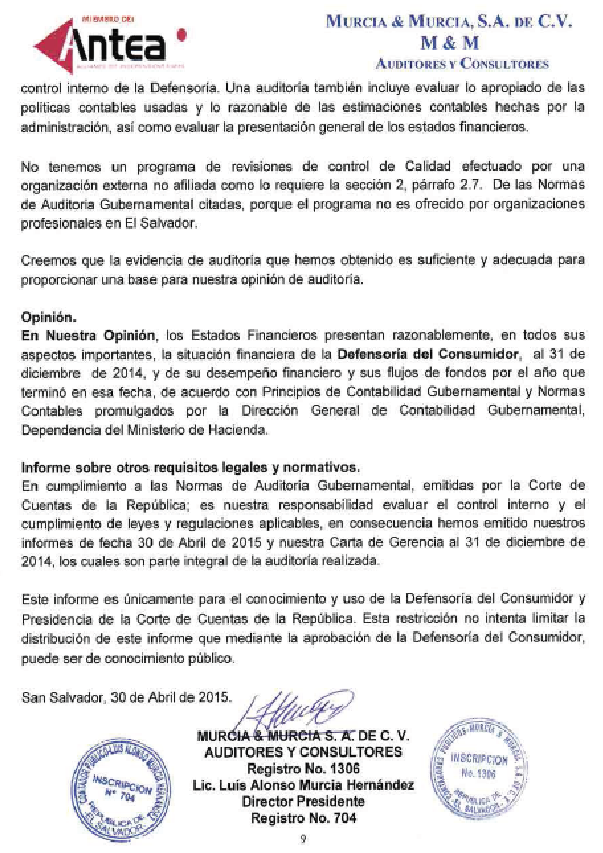 MIEMBRO DE:
Antea
ALIANZA DE INDEPENDIENTES
MURCIA & MURCIA, S.A. DE C.V.
M & M
AUDITORES Y CONSULTORES
control interno de la Defensoría. Una auditoría también incluye evaluar lo apropiado de las
políticas contables usadas y lo razonable de las estimaciones contables hechas por la
administración, así como evaluar la presentación general de los estados financieros.
No tenemos un programa de revisiones de control de Calidad efectuado por una
organización externa no afiliada como lo requiere la sección 2, párrafo 2.7. De las Normas
de Auditoria Gubernamental citadas, porque el programa no es ofrecido por organizaciones
profesionales en El Salvador.
Creemos que la evidencia de auditoría que hemos obtenido es suficiente y adecuada para
proporcionar una base para nuestra opinión de auditoría.
Opinión.
En Nuestra Opinión, los Estados Financieros presentan razonablemente, en todos sus
aspectos importantes, la situación financiera de la Defensoría del Consumidor, al 31 de
diciembre de 2014, y de su desempeño financiero y sus flujos de fondos por el año que
terminó en esa fecha, de acuerdo con Principios de Contabilidad Gubernamental y Normas
Contables promulgados por la Dirección General de Contabilidad Gubernamental,
Dependencia del Ministerio de Hacienda.
Informe sobre otros requisitos legales y normativos.
En cumplimiento a las Normas de Auditoria Gubernamental, emitidas por la Corte de
Cuentas de la República; es nuestra responsabilidad evaluar el control interno y el
cumplimiento de leyes y regulaciones aplicables, en consecuencia hemos emitido nuestros
informes de fecha 30 de Abril de 2015 y nuestra Carta de Gerencia al 31 de diciembre de
2014, los cuales son parte integral de la auditoría realizada.
Este informe es únicamente para el conocimiento y uso de la Defensoría del Consumidor y
Presidencia de la Corte de Cuentas de la República. Esta restricción no intenta limitar la
distribución de este informe que mediante la aprobación de la Defensoría del Consumidor,
puede ser de conocimiento público.
San Salvador, 30 de Abril de 2015.
MURCIA & MURCIA S. A. DE C. V.
AUDITORES Y CONSULTORES
Registro No. 1306
Lic. Luís Alonso Murcia Hernández
Director Presidente
Registro No. 704
INSCRIPCION
Nº 704
REPUBLICA DE
EL SALVADOR
INSCRIPCION
No. 1306
REPUBLICA DE
EL SALVADOR
9